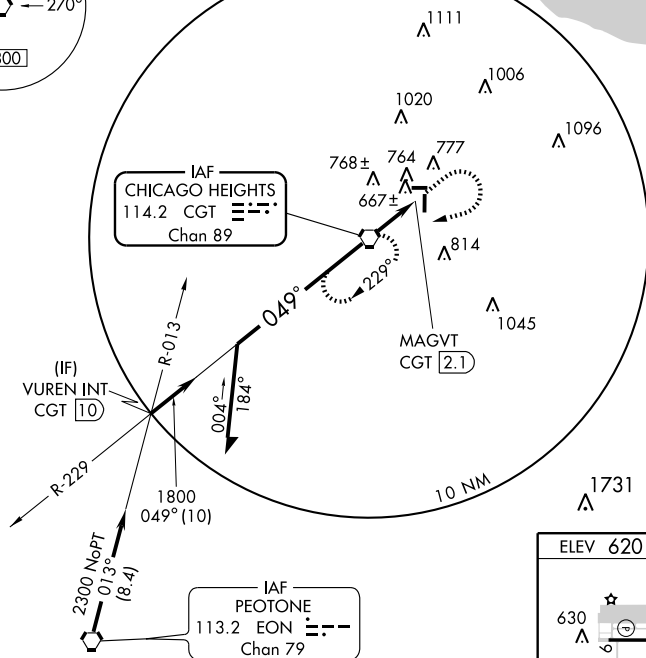 270°
1111
1006
1020
1096
777
764
768±
667±
IAF
CHICAGO HEIGHTS
114.2 CGT
Chan 89
814
229°
1045
049°
MAGVT
CGT 2.1
R-013
(IF)
VUREN INT
CGT 10
004°
184°
R-229
1800
049° (10)
10 NM
1731
2300 NoPT
013°
(8.4)
IAF
PEOTONE
113.2 EON
Chan 79
ELEV 620
630
P